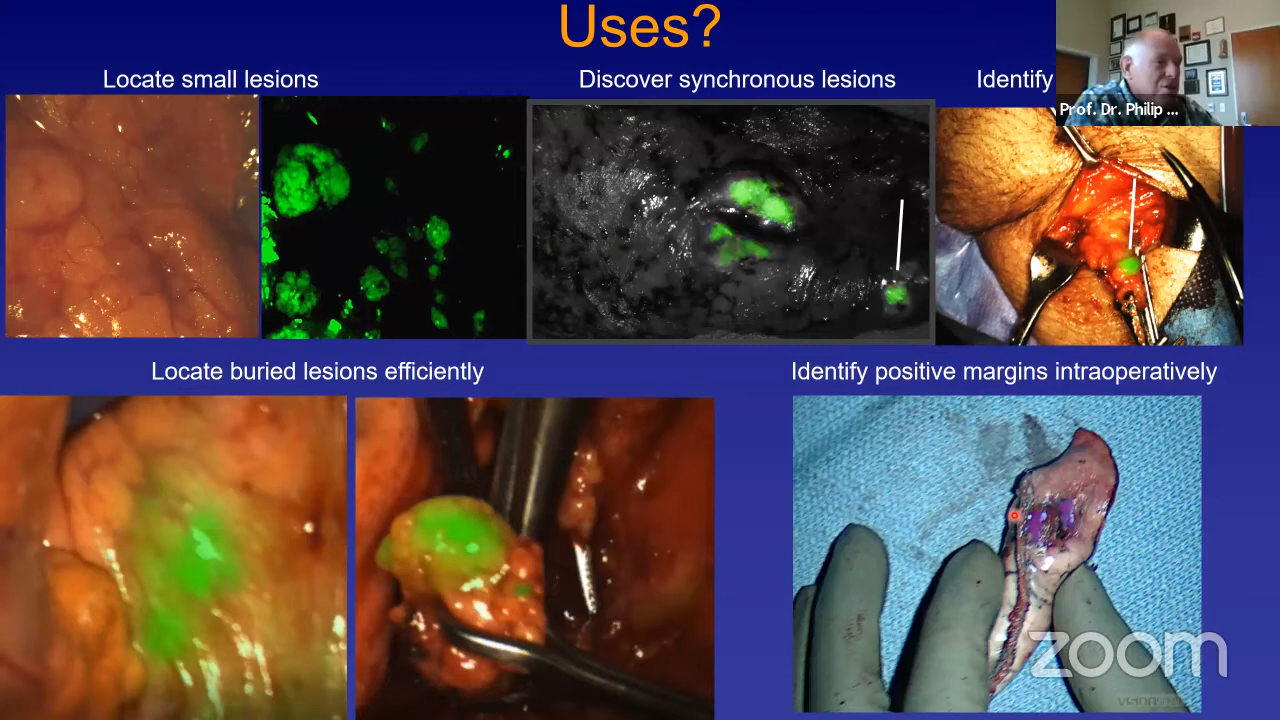 Uses?
Locate small lesions
Discover synchronous lesions
Identify
Prof. Dr. Philip ...
Locate buried lesions efficiently
Identify positive margins intraoperatively
zoom